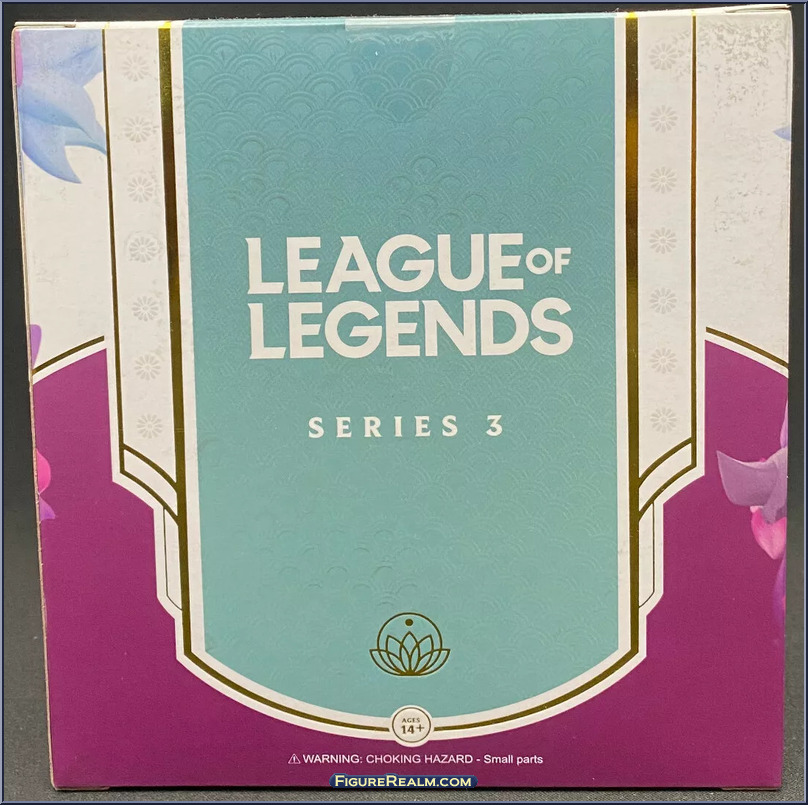 LEAGUE OF
LEGENDS
SERIES 3
AGES
14+
⚠ WARNING: CHOKING HAZARD - Small parts
FIGUREREALM.COM